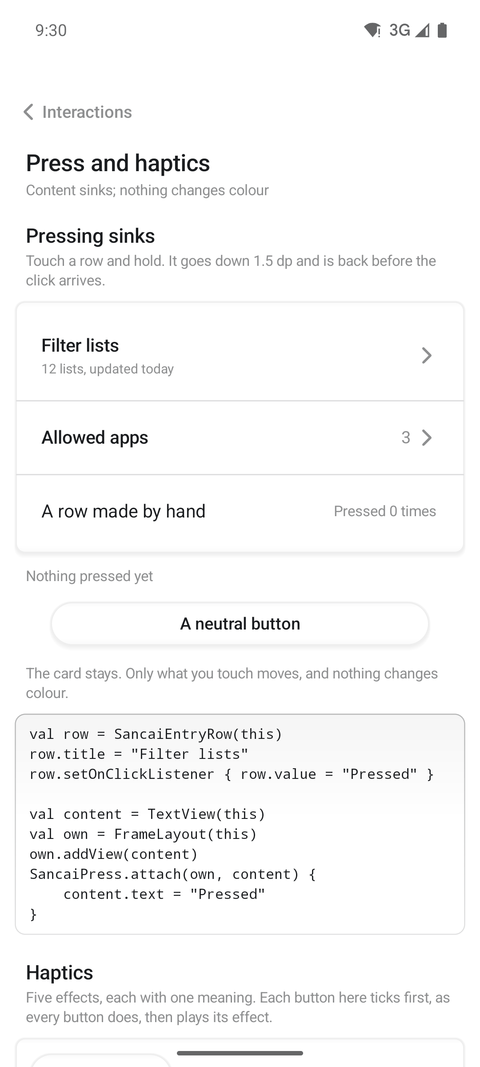 9:30
3G
Interactions
Press and haptics
Content sinks; nothing changes colour
Pressing sinks
Touch a row and hold. It goes down 1.5 dp and is back before the
click arrives.
Filter lists
12 lists, updated today
Allowed apps
3
A row made by hand
Pressed 0 times
Nothing pressed yet
A neutral button
The card stays. Only what you touch moves, and nothing changes
colour.
val row = SancaiEntryRow(this)
row.title = "Filter lists"
row.setOnClickListener { row.value = "Pressed" }
val content = TextView(this)
val own = FrameLayout(this)
own.addView(content)
SancaiPress.attach(own, content) {
    content.text = "Pressed"
}
Haptics
Five effects, each with one meaning. Each button here ticks first, as
every button does, then plays its effect.